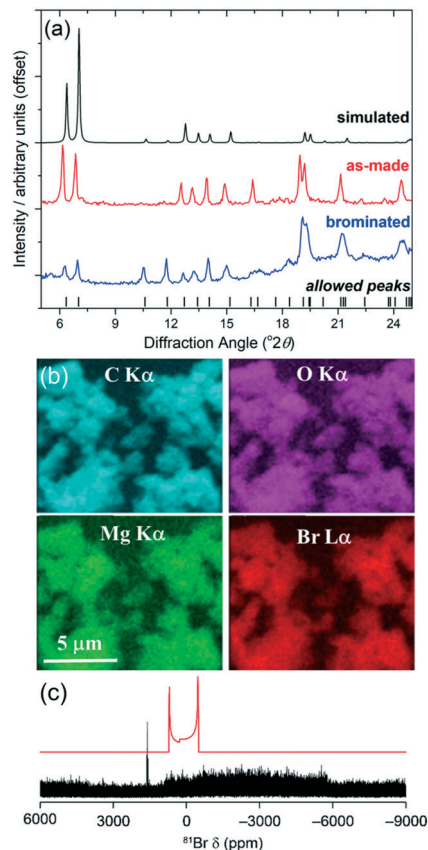 (a)
Intensity / arbitrary units (offset)
simulated
as-made
brominated
allowed peaks
6 9 12 15 18 21 24
Diffraction Angle (°2θ)
(b)
C Kα
O Kα
Mg Kα
Br Lα
5 μm
(c)
6000 3000 0 −3000 −6000 −9000
⁸¹Br δ (ppm)